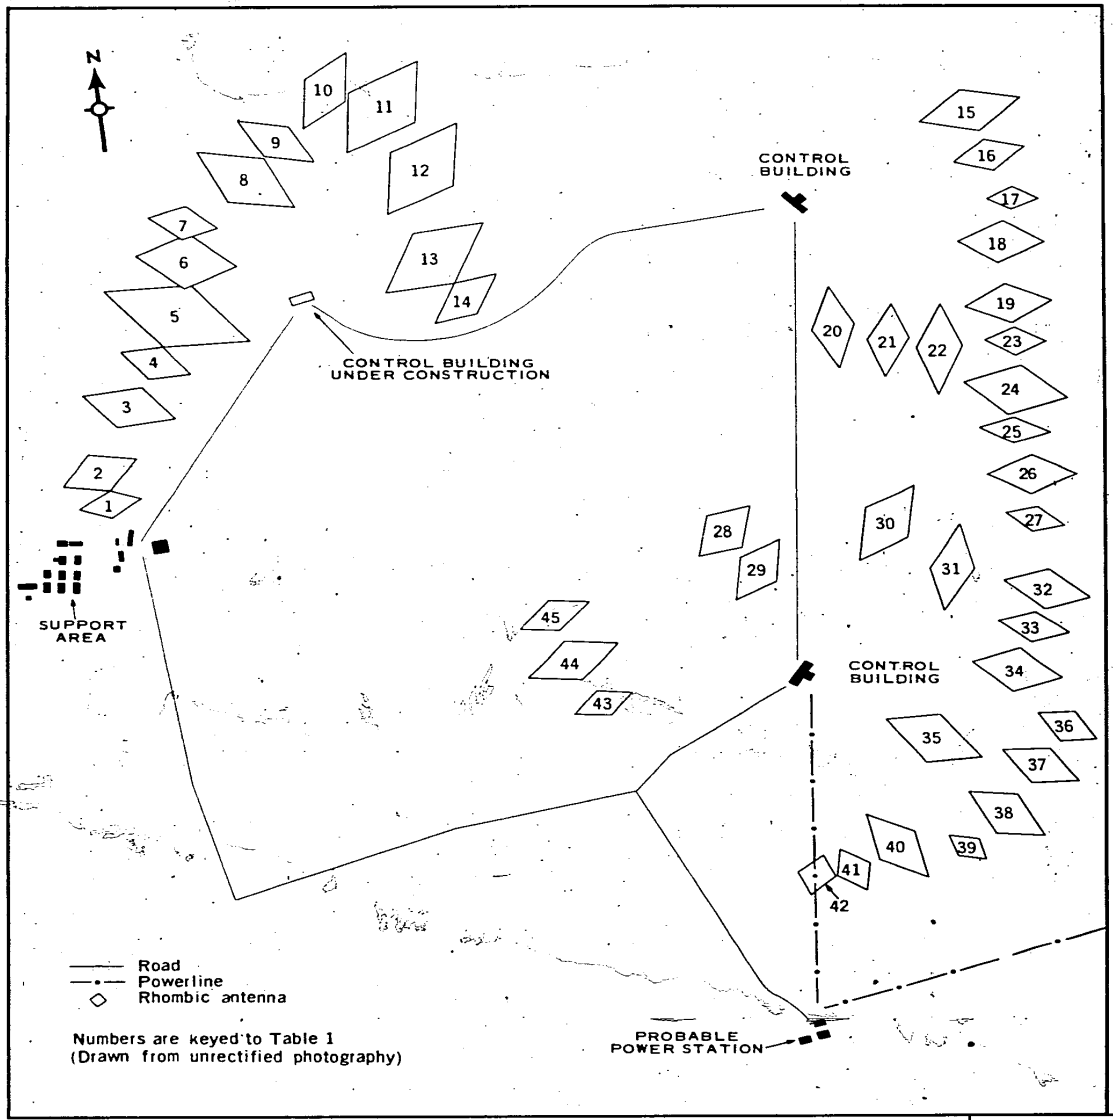 N
10
11
9
8
12
7
6
13
14
5
4
3
2
1
CONTROL
BUILDING
15
16
17
18
19
20
21
22
23
24
25
26
27
CONTROL BUILDING
UNDER CONSTRUCTION
28
29
30
31
32
33
34
SUPPORT
AREA
45
44
43
CONTROL
BUILDING
35
36
37
38
39
40
41
42
Road
Powerline
Rhombic antenna
Numbers are keyed to Table 1
(Drawn from unrectified photography)
PROBABLE
POWER STATION